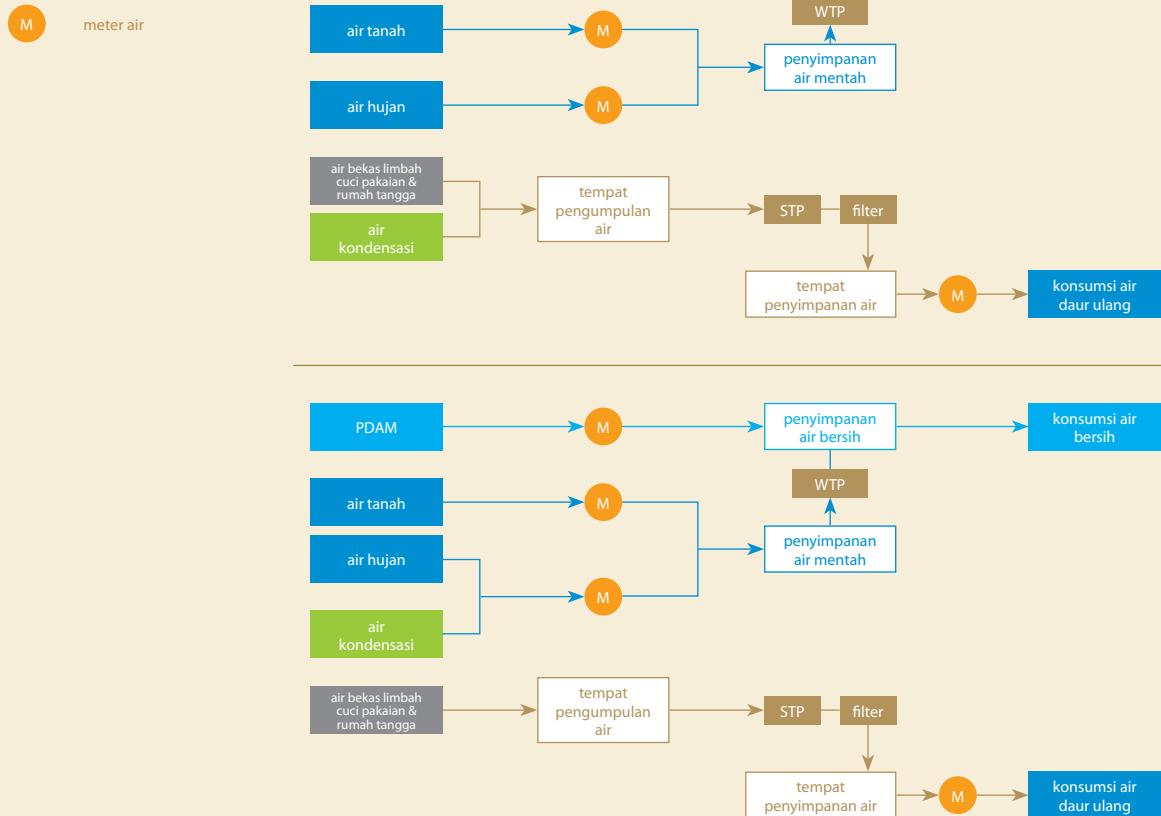 M
meter air
air tanah
M
WTP
penyimpanan
air mentah
air hujan
M
air bekas limbah
cuci pakaian &
rumah tangga
air
kondensasi
tempat
pengumpulan
air
STP
filter
tempat
penyimpanan air
M
konsumsi air
daur ulang
PDAM
M
penyimpanan
air bersih
konsumsi air
bersih
WTP
air tanah
M
penyimpanan
air mentah
air hujan
M
air
kondensasi
air bekas limbah
cuci pakaian &
rumah tangga
tempat
pengumpulan
air
STP
filter
tempat
penyimpanan air
M
konsumsi air
daur ulang